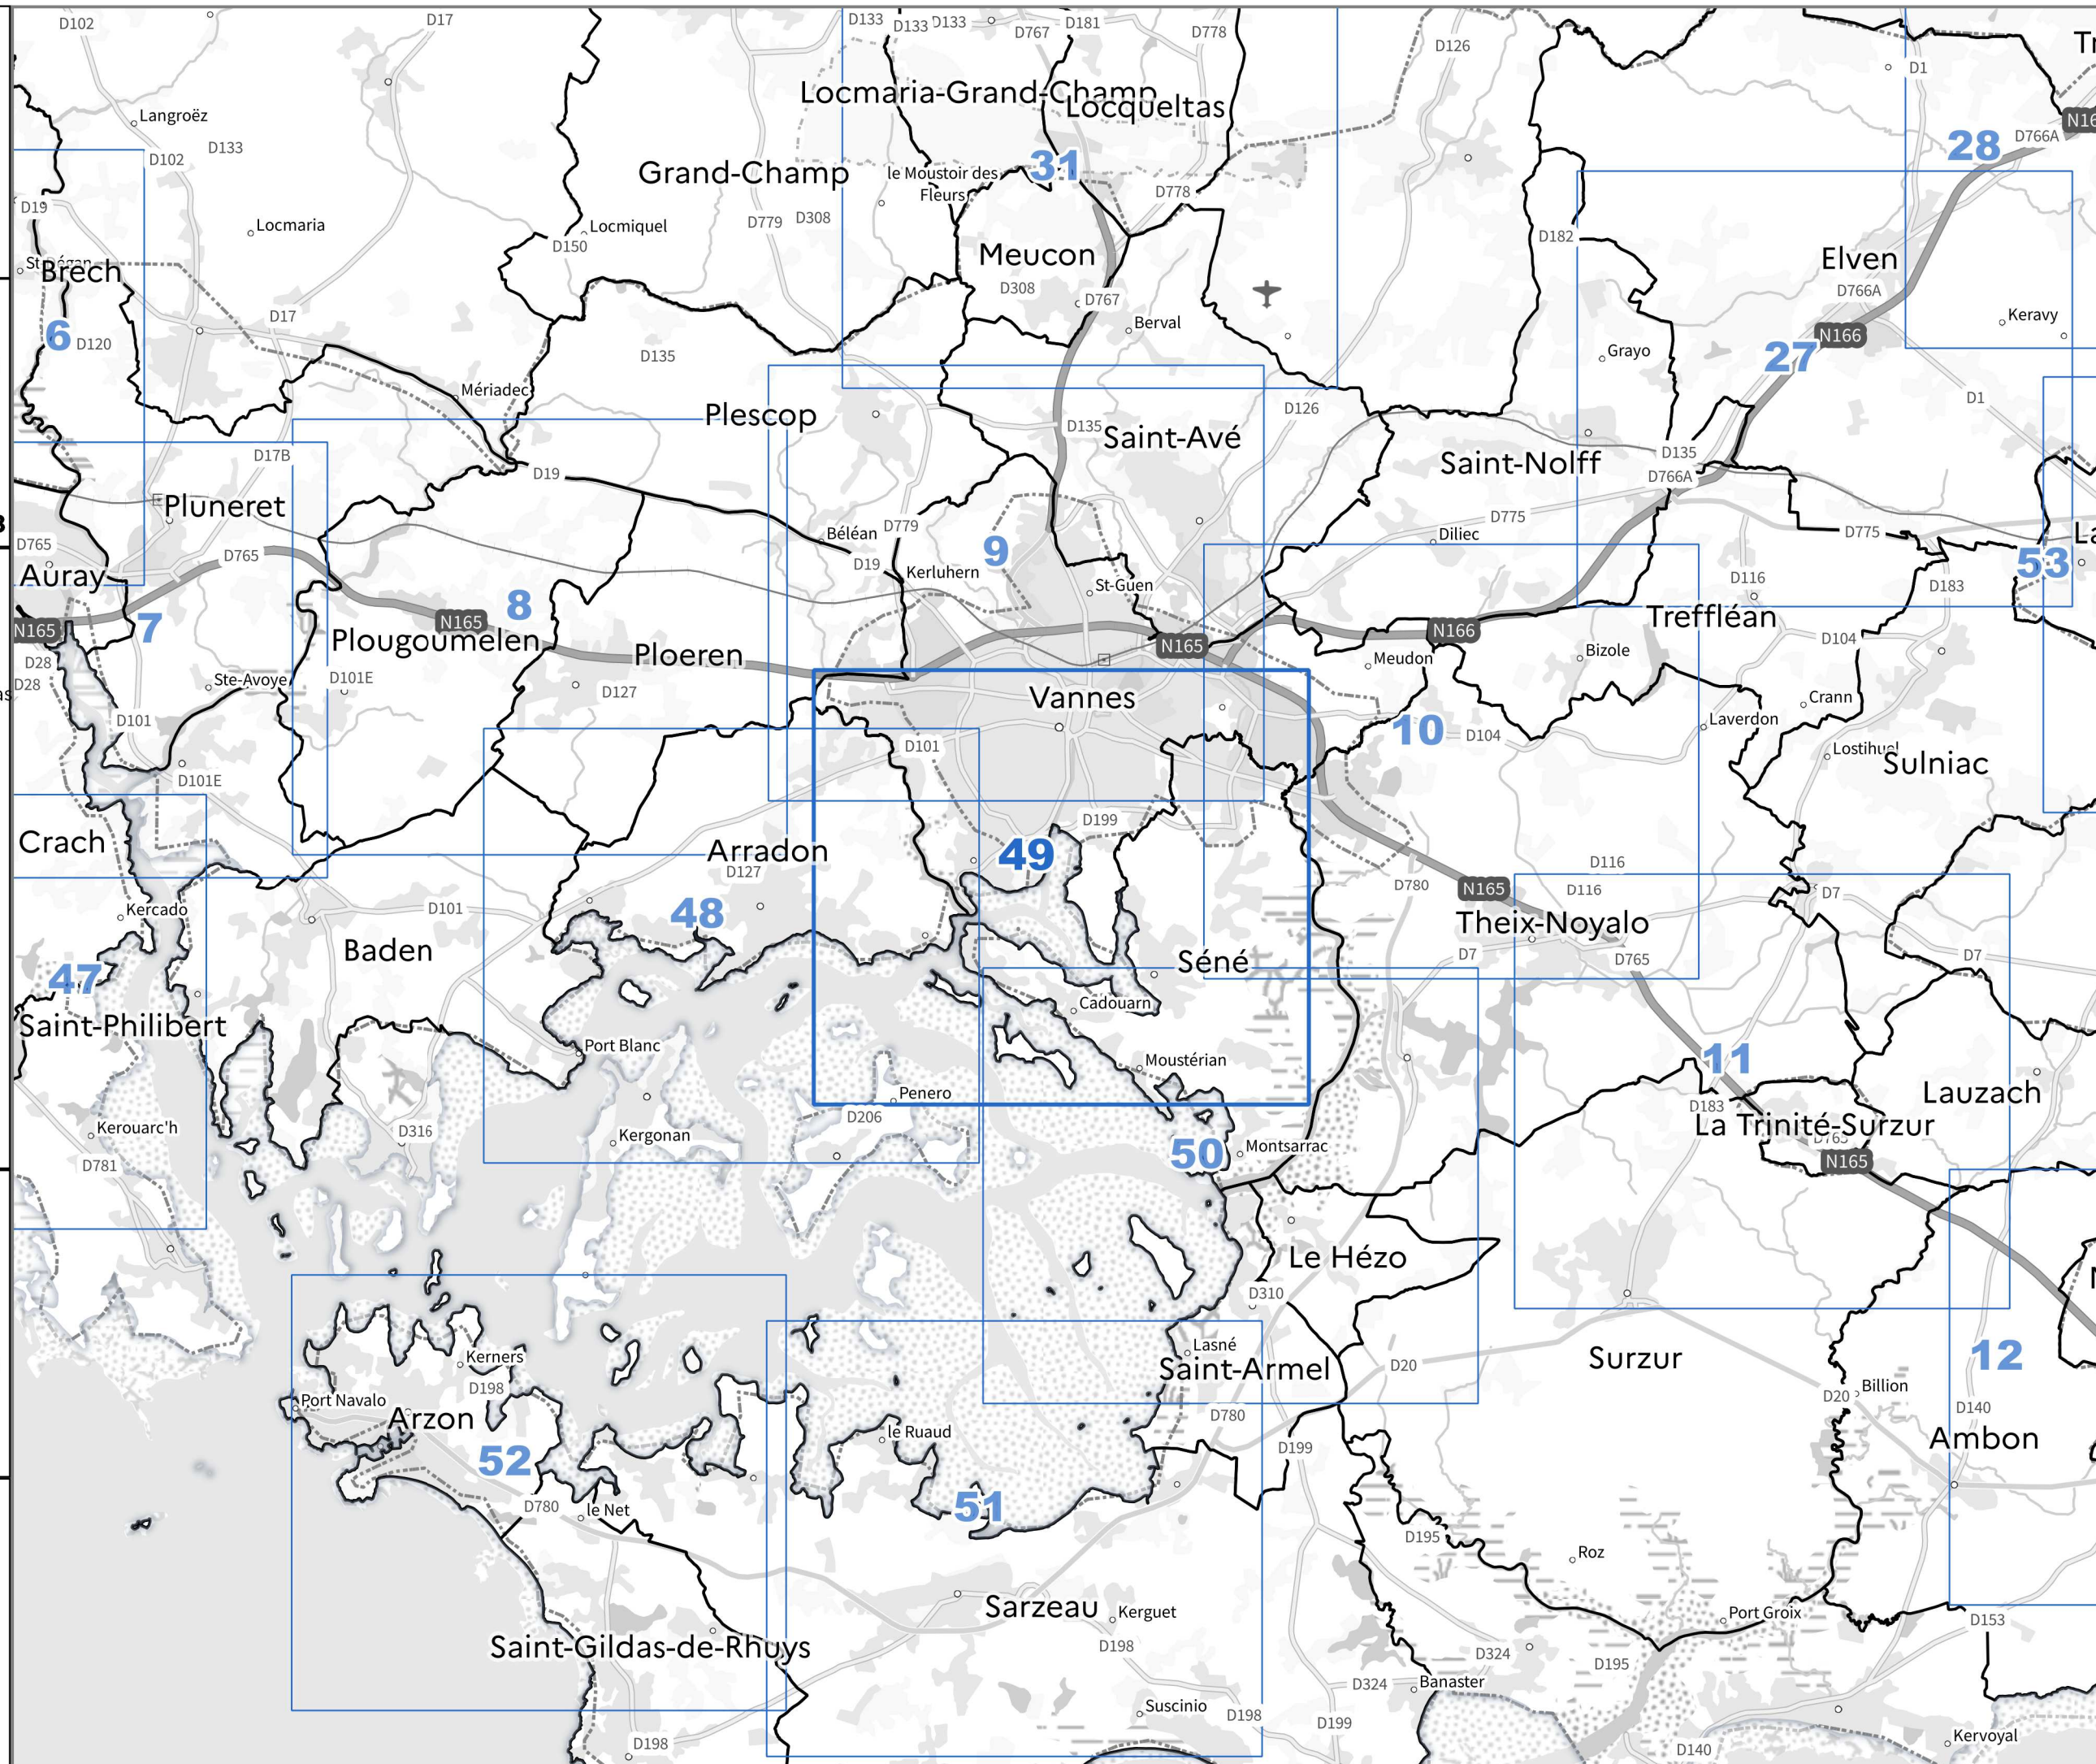 D102
D17
D133
D133
D133
D767
D181
D778
D126
D1
N16
D766A
28
Langroëz
D102
D133
Locmaria-Grand-Champ
Locqueltas
31
Grand-Champ
le Moustoir des
Fleurs
D778
D19
Locmaria
D150
Locmiquel
D779
D308
D182
Elven
D766A
Brech
Meucon
D308
D767
Berval
Keravy
N166
27
6
D120
D17
D135
Grayo
Mériadec
Plescop
D135
Saint-Avé
D126
D1
D17B
D19
Saint-Nolff
D135
D766A
Pluneret
D779
Béléan
D775
Diliec
D775
D765
D765
D19
9
53
Auray
Kerluhern
St-Guen
D116
D183
8
7
N165
N165
Plougoumelen
Ploeren
N165
N166
Treffléan
D104
D28
D28
Ste-Avoye
D101E
D127
Meudon
Bizole
Vannes
Crann
D101
D101
10
D104
Laverdon
Lostihuel
Sulniac
D101E
Crach
D199
49
Arradon
D127
D116
D780
N165
D116
D7
Kercado
D101
48
Theix-Noyalo
Baden
Séné
D7
D765
D7
47
Saint-Philibert
Cadouarn
Port Blanc
Moustérian
11
Penero
D206
D183
Lauzach
Kerouarc'h
D316
Kergonan
La Trinité-Surzur
D781
50
Montsarrac
N165
Le Hézo
D310
Kerners
Lasné
Saint-Armel
D20
Surzur
12
D198
Port Navalo
Arzon
D780
D20
Billion
D140
le Ruaud
D199
Ambon
52
51
D780
le Net
D195
Roz
Sarzeau
Kerguet
D198
Port Groix
D153
Saint-Gildas-de-Rhuys
D324
D195
D324
Banaster
Suscinio
D198
D199
D198
D140
Kervoyal